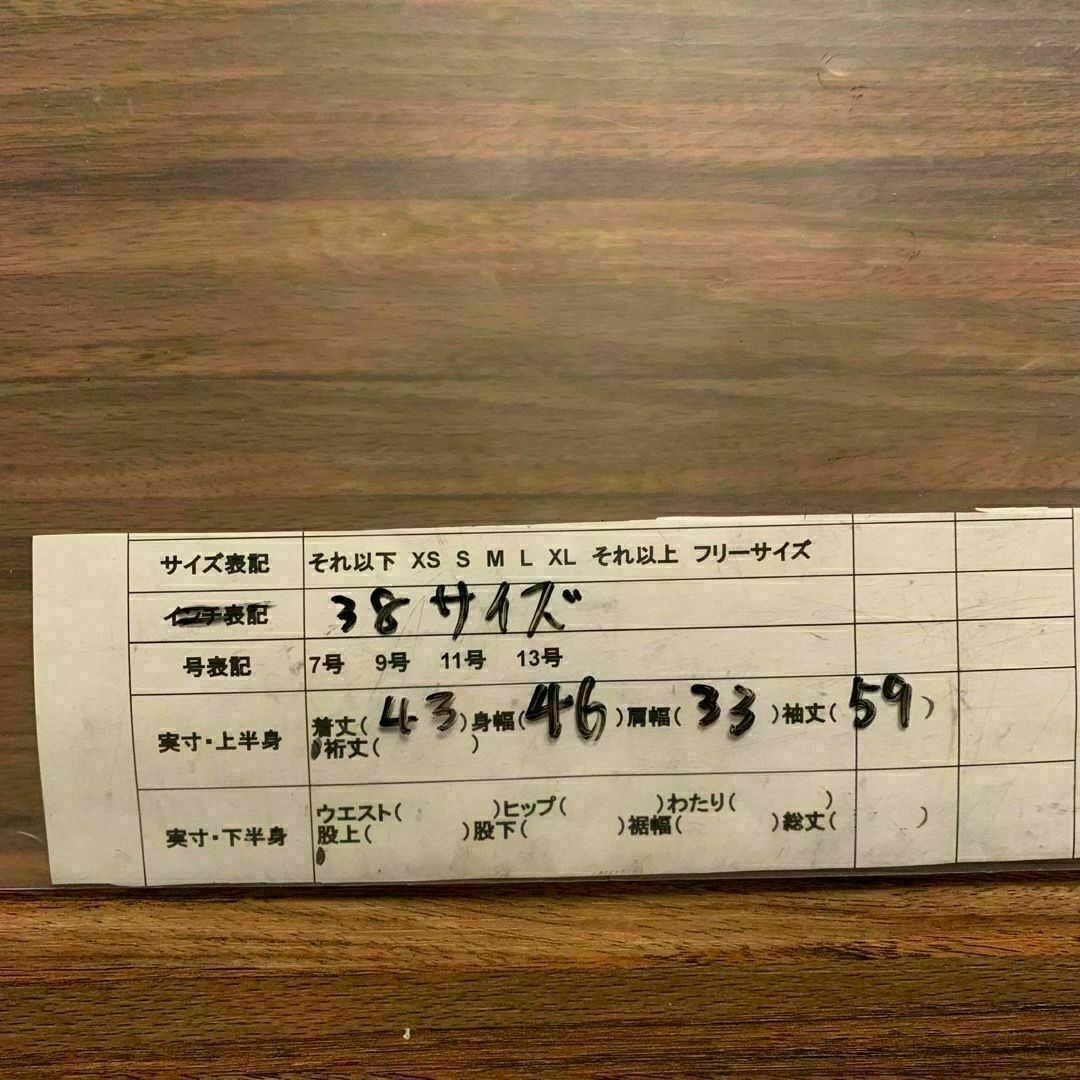 サイズ表記 それ以下 XS S M L XL それ以上 フリーサイズ
表記 38サイズ
号表記 7号 9号 11号 13号
実寸・上半身 着丈(43)身幅(46)肩幅(33)袖丈(59)
裄丈( )
実寸・下半身 ウエスト( )ヒップ( )わたり( )
股上( )股下( )裾幅( )総丈( )